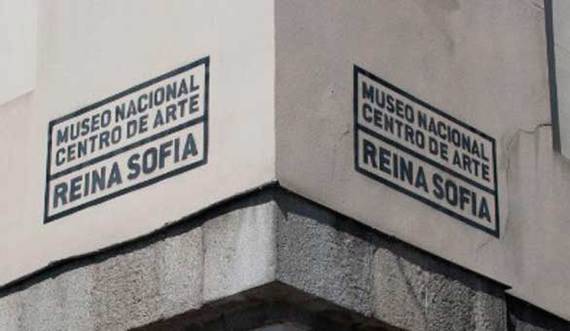 MUSEO NACIONAL
CENTRO DE ARTE
REINA SOFIA
MUSEO NACIONAL
CENTRO DE ARTE
REINA SOFIA